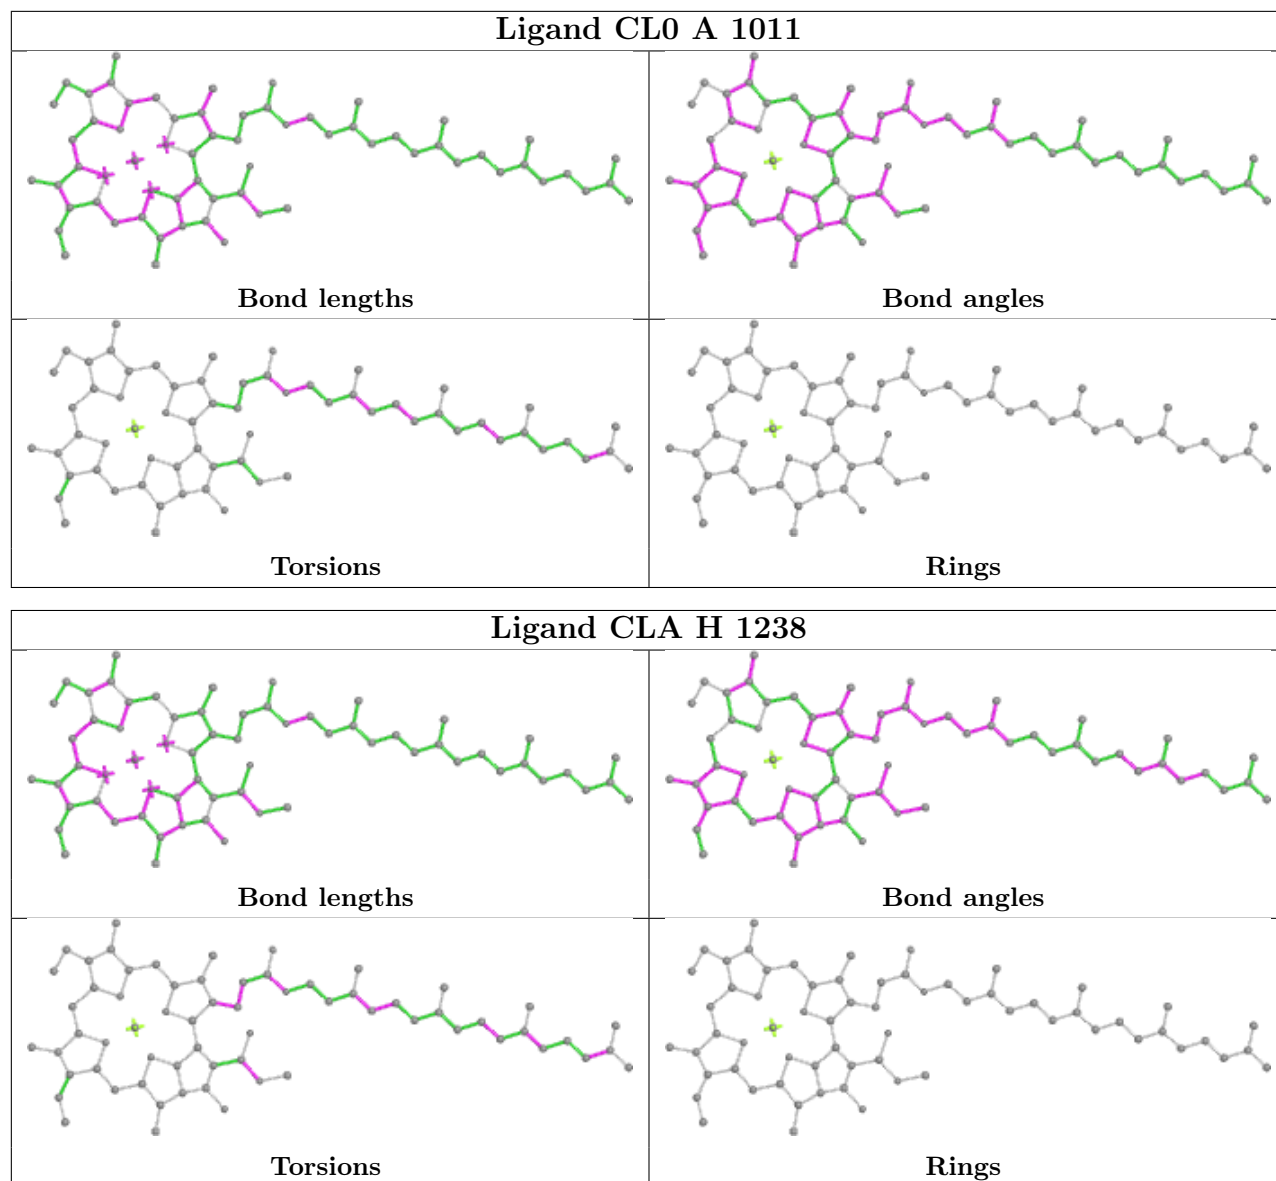 Ligand CL0 A 1011
Bond lengths
Bond angles
Torsions
Rings
Ligand CLA H 1238
Bond lengths
Bond angles
Torsions
Rings